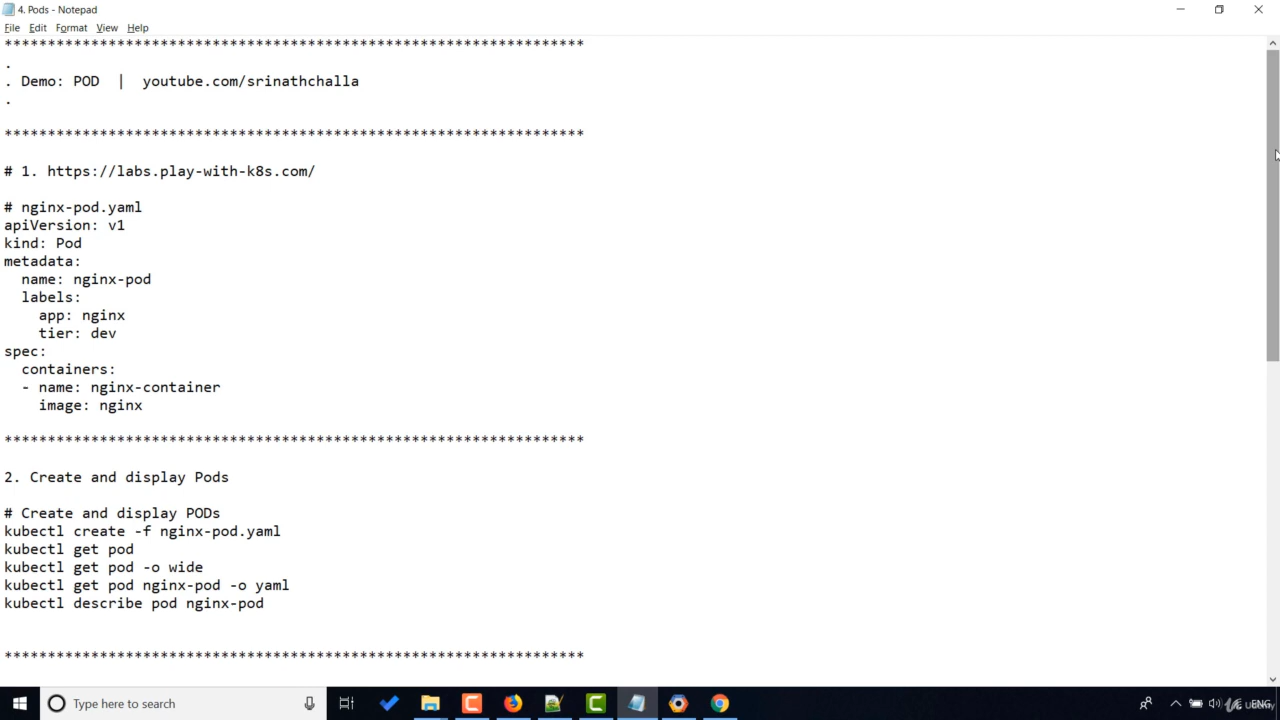 4. Pods - Notepad
File Edit Format View Help
*******************************************************************
.
. Demo: POD | youtube.com/srinathchalla
.
*******************************************************************
# 1. https://labs.play-with-k8s.com/
# nginx-pod.yaml
apiVersion: v1
kind: Pod
metadata:
  name: nginx-pod
  labels:
    app: nginx
    tier: dev
spec:
  containers:
  - name: nginx-container
    image: nginx
*******************************************************************
2. Create and display Pods
# Create and display PODs
kubectl create -f nginx-pod.yaml
kubectl get pod
kubectl get pod -o wide
kubectl get pod nginx-pod -o yaml
kubectl describe pod nginx-pod
*******************************************************************
Type here to search
ENG
Udemy